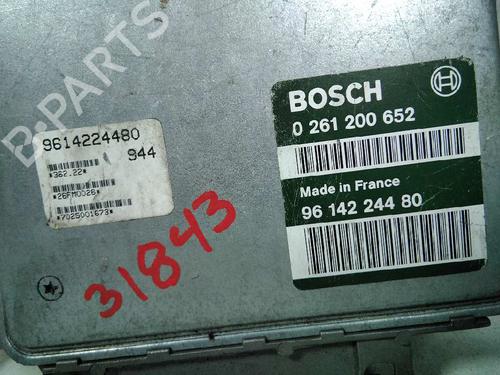 B-PARTS
BOSCH
0 261 200 652
Made in France
96 142 244 80
9614224480
944
*362.22*
*26FM0026*
*7025001673*
31843